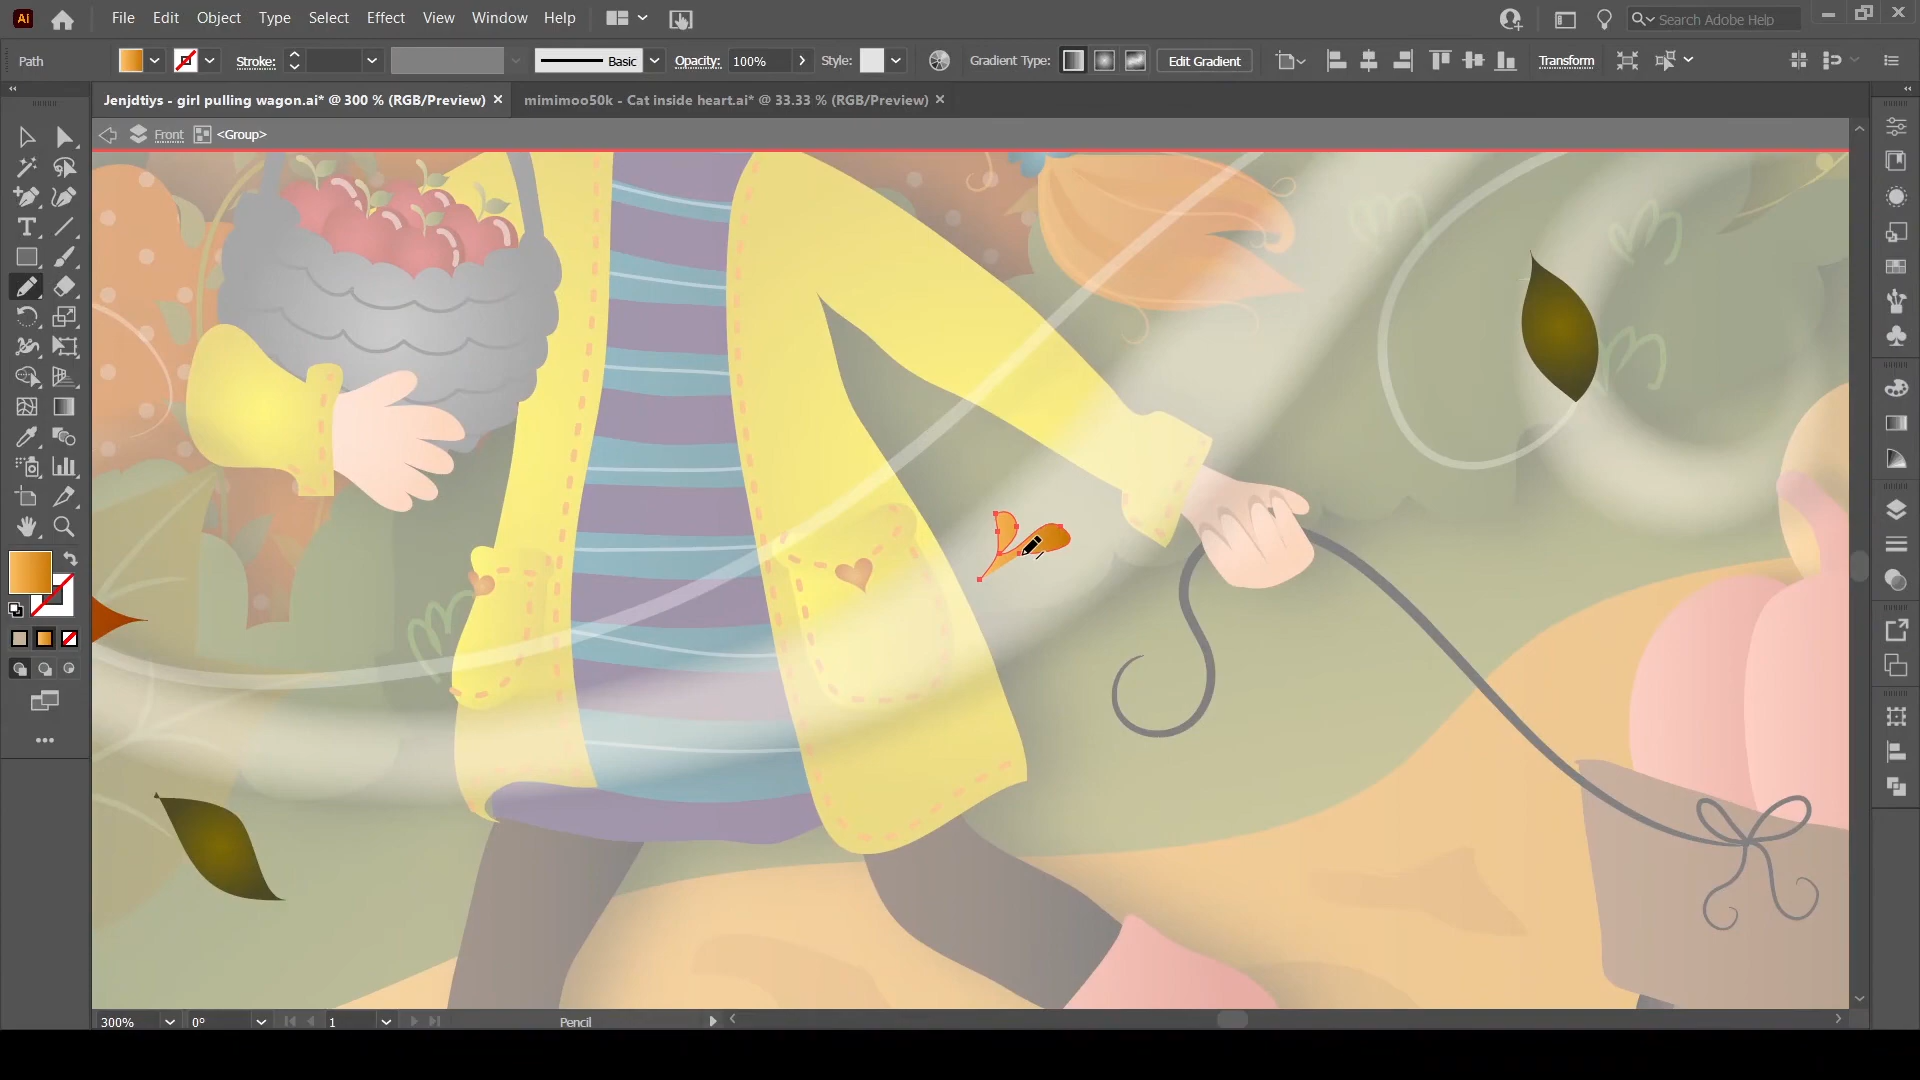 Ai File Edit Object Type Select Effect View Window Help Search Adobe Help
Path Stroke: Basic Opacity: 100% Style: Gradient Type: Edit Gradient Transform
Jenjdtiys - girl pulling wagon.ai* @ 300 % (RGB/Preview) × mimimoo50k - Cat inside heart.ai* @ 33.33 % (RGB/Preview) ×
Front <Group>
300% 0° 1 Pencil